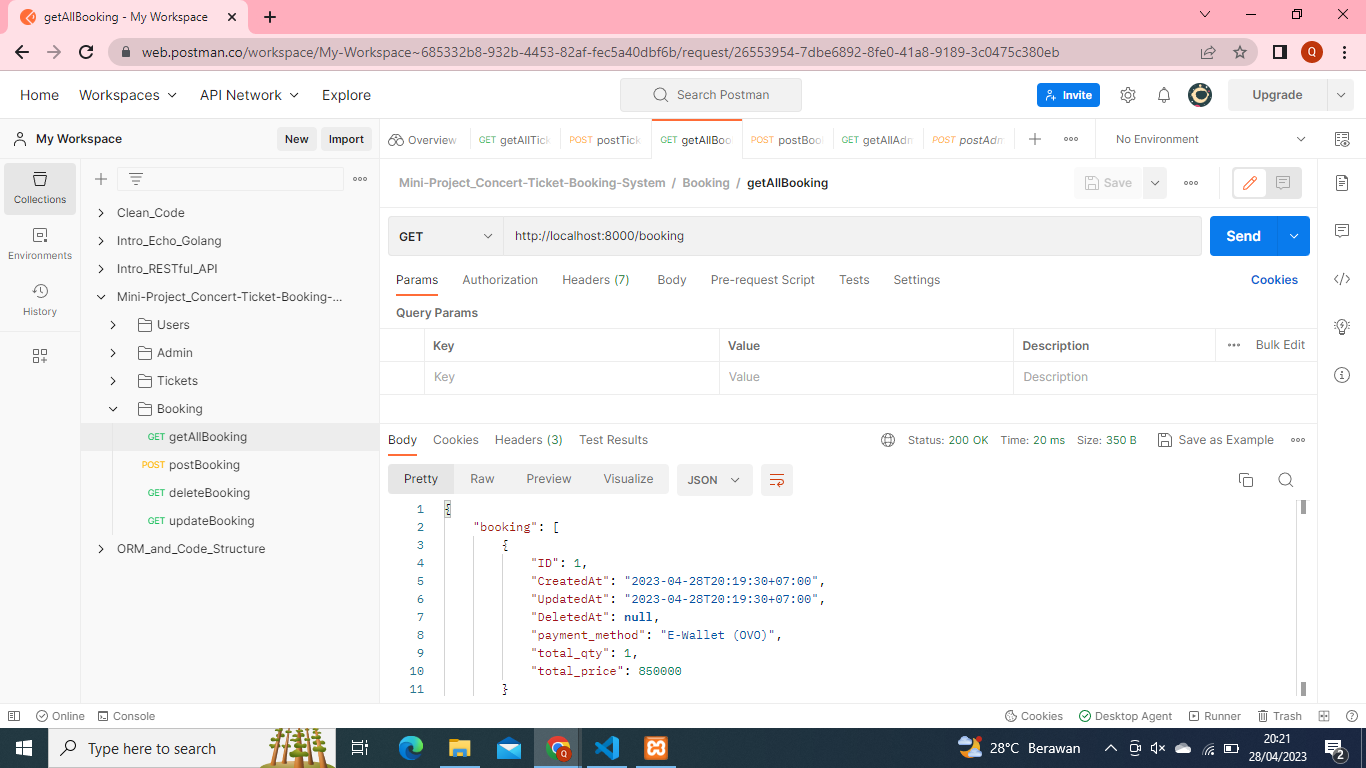 getAllBooking - My Workspace
web.postman.co/workspace/My-Workspace~685332b8-932b-4453-82af-fec5a40dbf6b/request/26553954-7dbe6892-8fe0-41a8-9189-3c0475c380eb
Q
Home Workspaces API Network Explore
Search Postman
Invite
Upgrade
My Workspace New Import
Overview GET getAllTick POST postTick GET getAllBoo POST postBoo GET getAllAdm POST postAdm
No Environment
Collections
Environments
History
Clean_Code
Intro_Echo_Golang
Intro_RESTful_API
Mini-Project_Concert-Ticket-Booking-...
Users
Admin
Tickets
Booking
GET getAllBooking
POST postBooking
GET deleteBooking
GET updateBooking
ORM_and_Code_Structure
Mini-Project_Concert-Ticket-Booking-System / Booking / getAllBooking
Save
GET http://localhost:8000/booking Send
Params Authorization Headers (7) Body Pre-request Script Tests Settings Cookies
Query Params
Key Value Description Bulk Edit
Key Value Description
Body Cookies Headers (3) Test Results Status: 200 OK Time: 20 ms Size: 350 B Save as Example
Pretty Raw Preview Visualize JSON
1 {
2 "booking": [
3 {
4 "ID": 1,
5 "CreatedAt": "2023-04-28T20:19:30+07:00",
6 "UpdatedAt": "2023-04-28T20:19:30+07:00",
7 "DeletedAt": null,
8 "payment_method": "E-Wallet (OVO)",
9 "total_qty": 1,
10 "total_price": 850000
11 }
Online Console Cookies Desktop Agent Runner Trash
Type here to search
28°C Berawan
20:21
28/04/2023
2